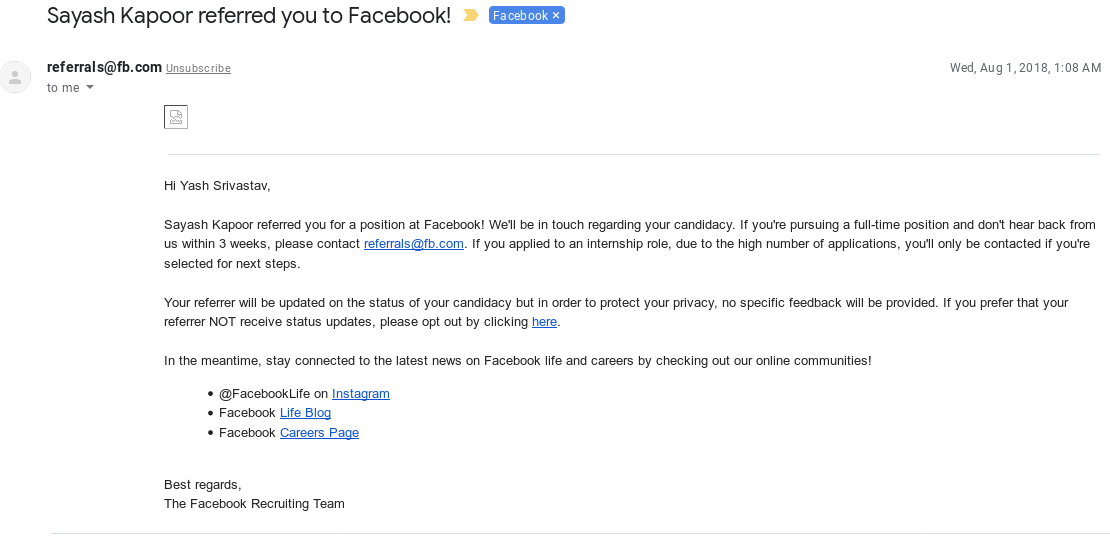 Sayash Kapoor referred you to Facebook! Facebook ×
referrals@fb.com Unsubscribe Wed, Aug 1, 2018, 1:08 AM
to me
Hi Yash Srivastav,
Sayash Kapoor referred you for a position at Facebook! We'll be in touch regarding your candidacy. If you're pursuing a full-time position and don't hear back from
us within 3 weeks, please contact referrals@fb.com. If you applied to an internship role, due to the high number of applications, you'll only be contacted if you're
selected for next steps.
Your referrer will be updated on the status of your candidacy but in order to protect your privacy, no specific feedback will be provided. If you prefer that your
referrer NOT receive status updates, please opt out by clicking here.
In the meantime, stay connected to the latest news on Facebook life and careers by checking out our online communities!
• @FacebookLife on Instagram
• Facebook Life Blog
• Facebook Careers Page
Best regards,
The Facebook Recruiting Team